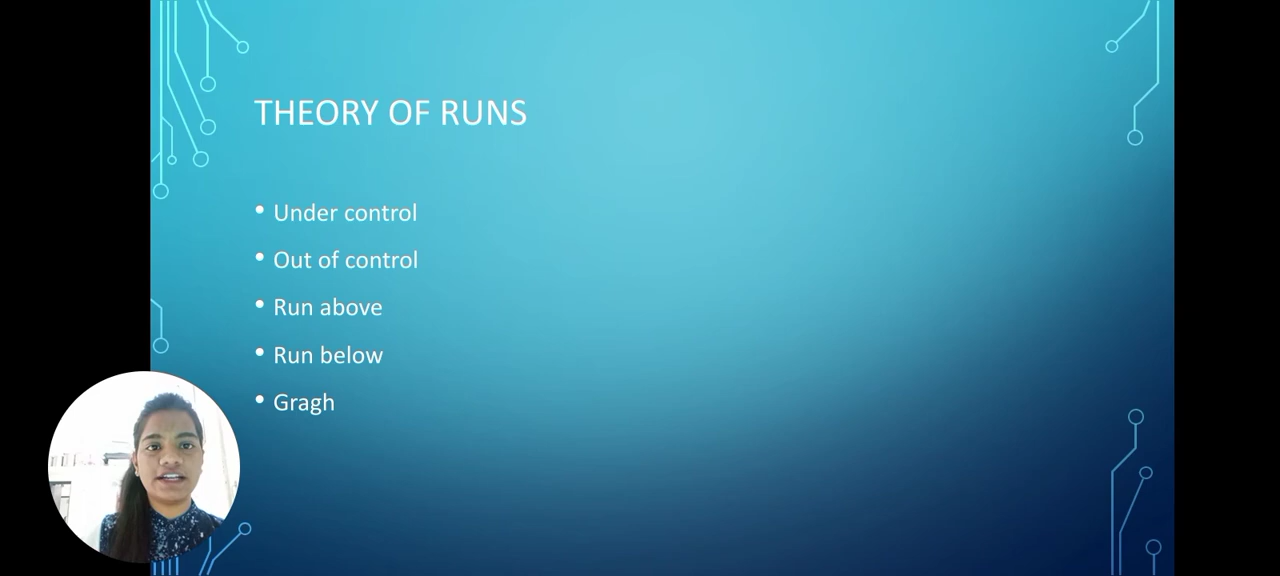 THEORY OF RUNS
• Under control
• Out of control
• Run above
• Run below
• Gragh